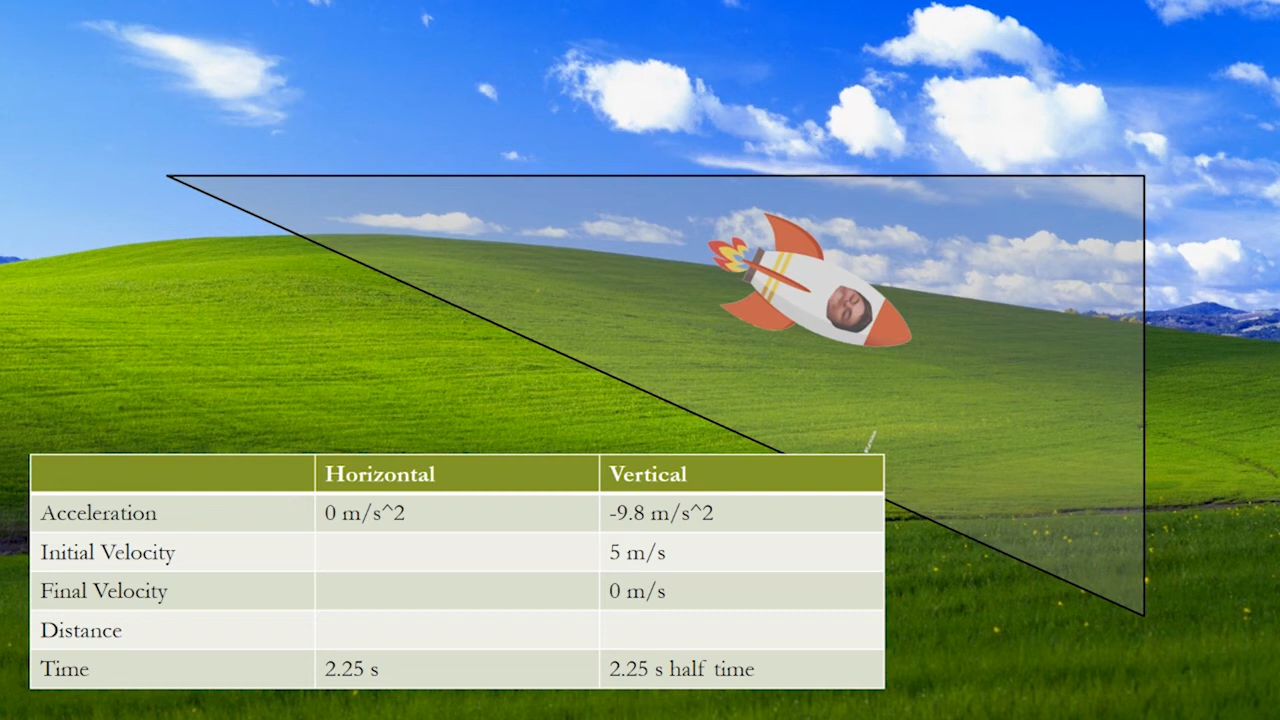 Horizontal Vertical
Acceleration 0 m/s^2 -9.8 m/s^2
Initial Velocity 5 m/s
Final Velocity 0 m/s
Distance
Time 2.25 s 2.25 s half time